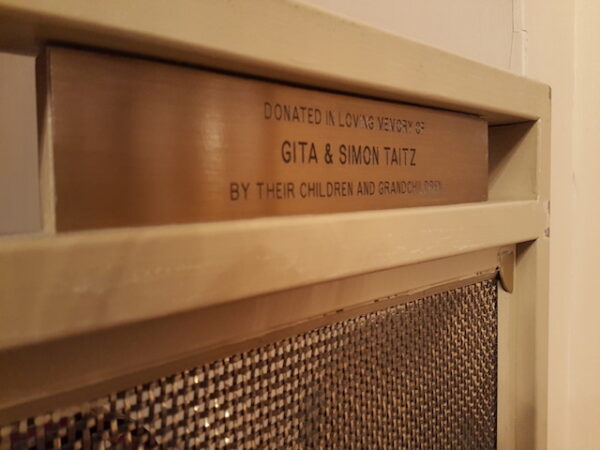 DONATED IN LOVING MEMORY OF
GITA & SIMON TAITZ
BY THEIR CHILDREN AND GRANDCHILDREN